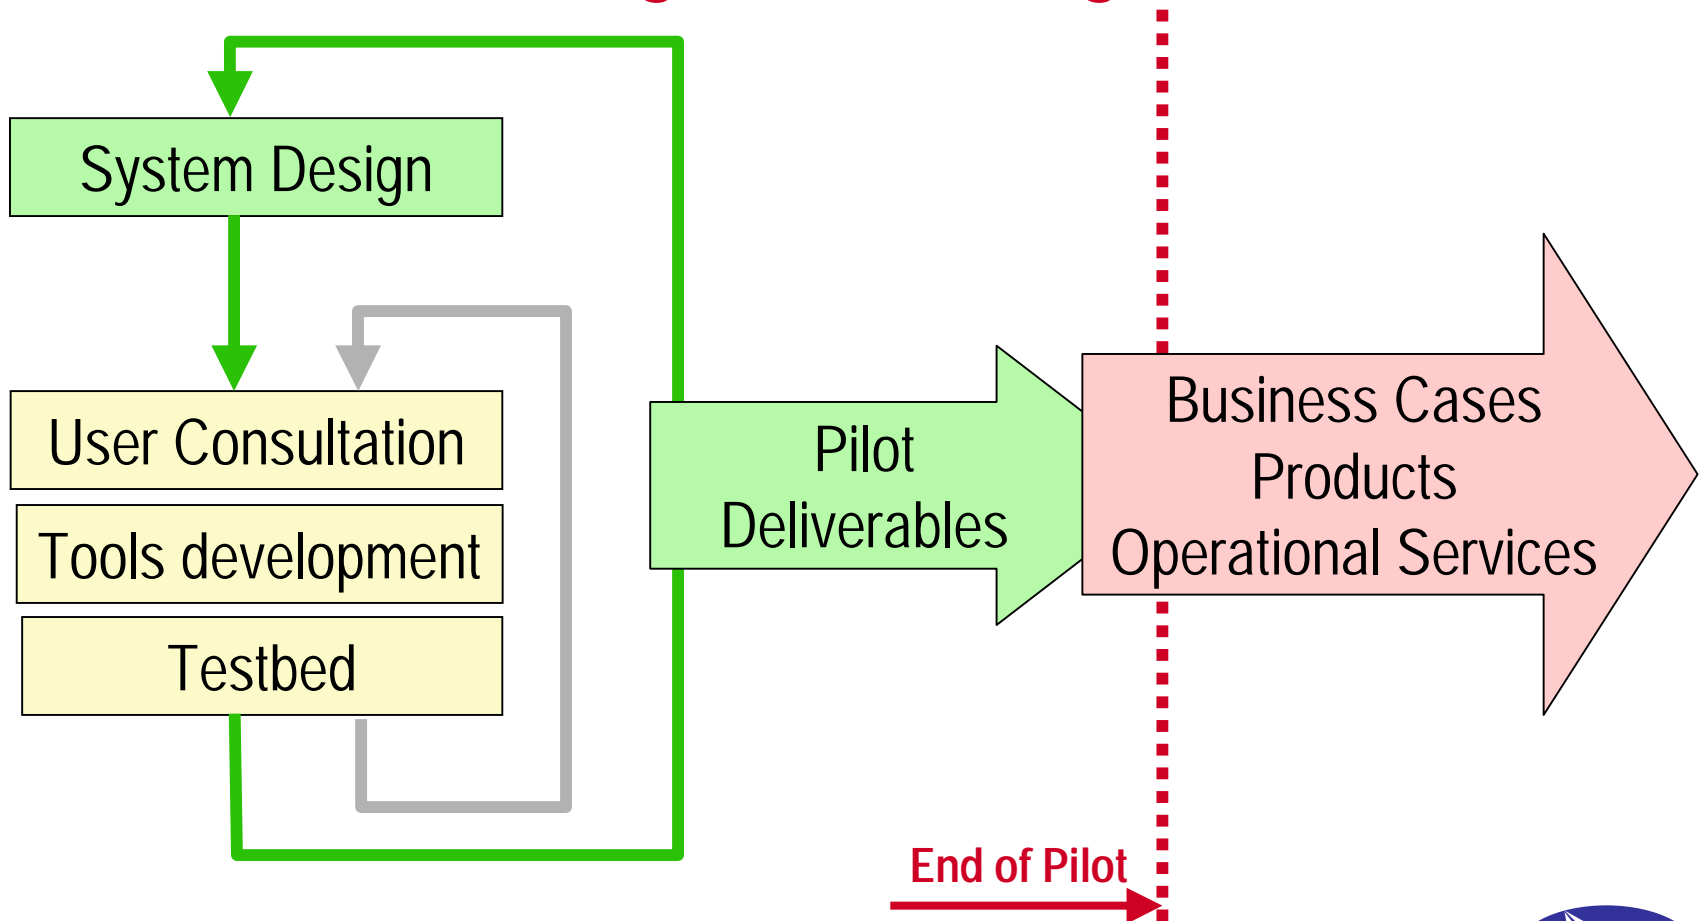 System Design
User Consultation
Tools development
Testbed
Pilot
Deliverables
Business Cases
Products
Operational Services
End of Pilot